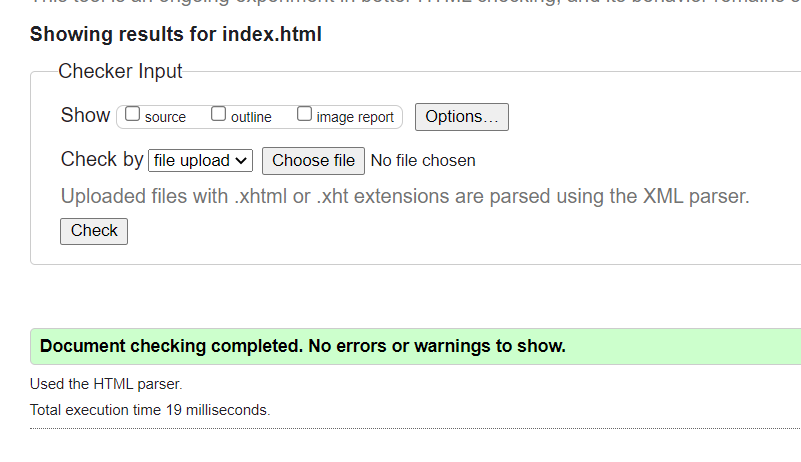 This tool is an ongoing experiment in better HTML checking, and its behavior remains
Showing results for index.html
Checker Input
Show source outline image report Options...
Check by file upload Choose file No file chosen
Uploaded files with .xhtml or .xht extensions are parsed using the XML parser.
Check
Document checking completed. No errors or warnings to show.
Used the HTML parser.
Total execution time 19 milliseconds.